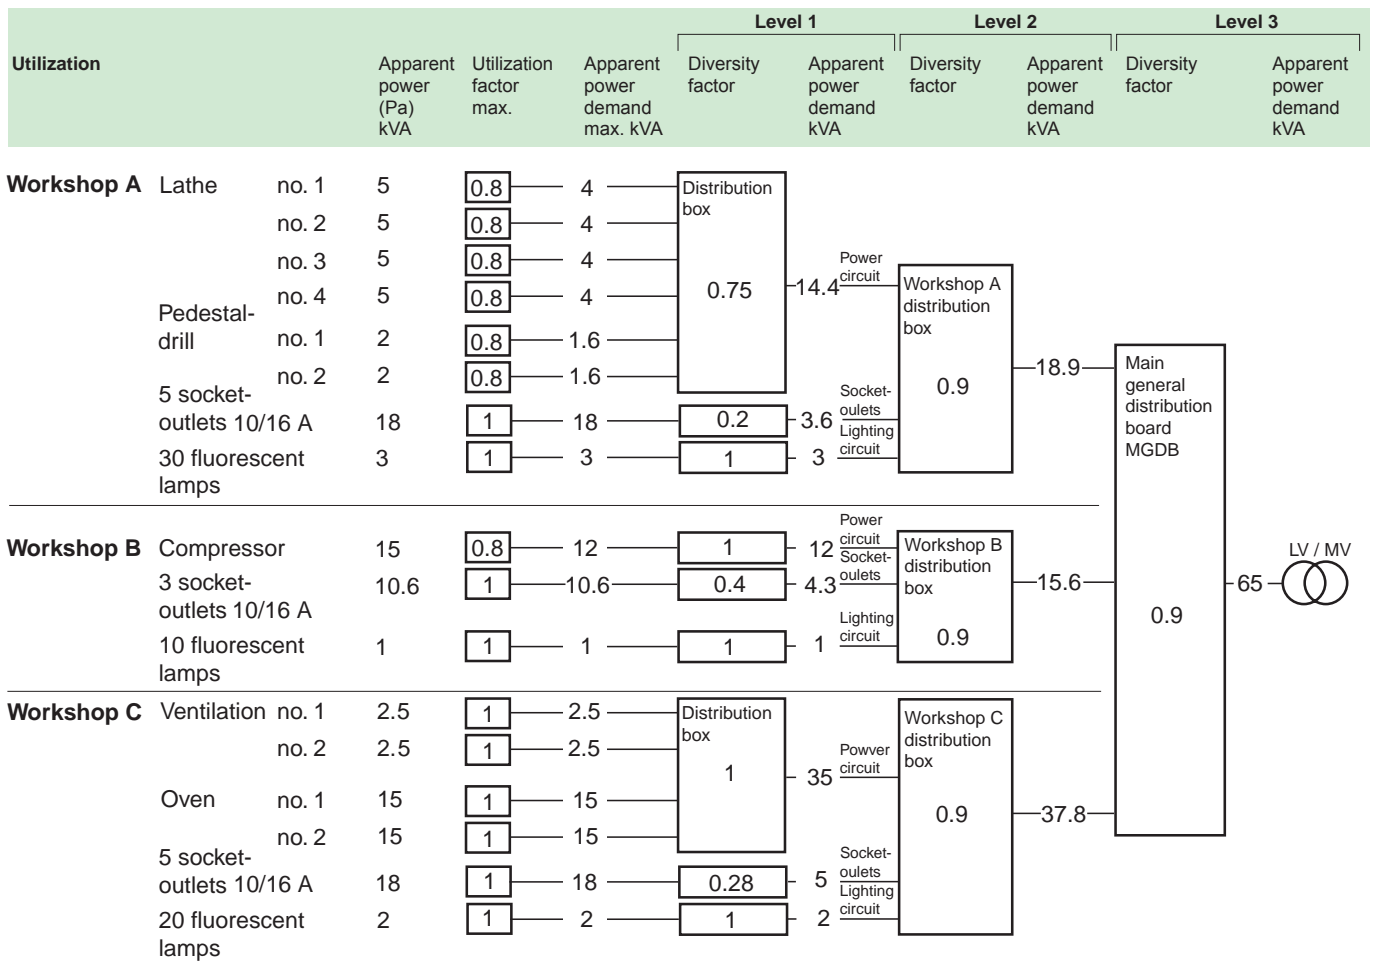 Level 1 Level 2 Level 3
Utilization Apparent Utilization Apparent Diversity Apparent Diversity Apparent Diversity Apparent
power factor power factor power factor power factor power
(Pa) max. demand demand demand demand
kVA max. kVA kVA kVA kVA
Workshop A Lathe no. 1 5 0.8 4 Distribution
box
no. 2 5 0.8 4
no. 3 5 0.8 4 Power
circuit
no. 4 5 0.8 4 0.75 14.4 Workshop A
distribution
box
Pedestal-
drill no. 1 2 0.8 1.6
no. 2 2 0.8 1.6 0.9 18.9 Main
general
distribution
board
MGDB
5 socket-
outlets 10/16 A 18 1 18 0.2 3.6 Socket-
oulets
Lighting
circuit
30 fluorescent 3 1 3 1 3
lamps
Power
circuit
Workshop B Compressor 15 0.8 12 1 12 Workshop B
distribution
box
Socket-
oulets
3 socket- 10.6 1 10.6 0.4 4.3 15.6 65 LV / MV
outlets 10/16 A
0.9
Lighting
circuit
10 fluorescent 1 1 1 1 1 0.9
lamps
Workshop C Ventilation no. 1 2.5 1 2.5 Distribution
box
Workshop C
distribution
box
no. 2 2.5 1 2.5
1 35 Powver
circuit
Oven no. 1 15 1 15 0.9 37.8
no. 2 15 1 15
5 socket-
outlets 10/16 A 18 1 18 0.28 5 Socket-
oulets
Lighting
circuit
20 fluorescent 2 1 2 1 2
lamps